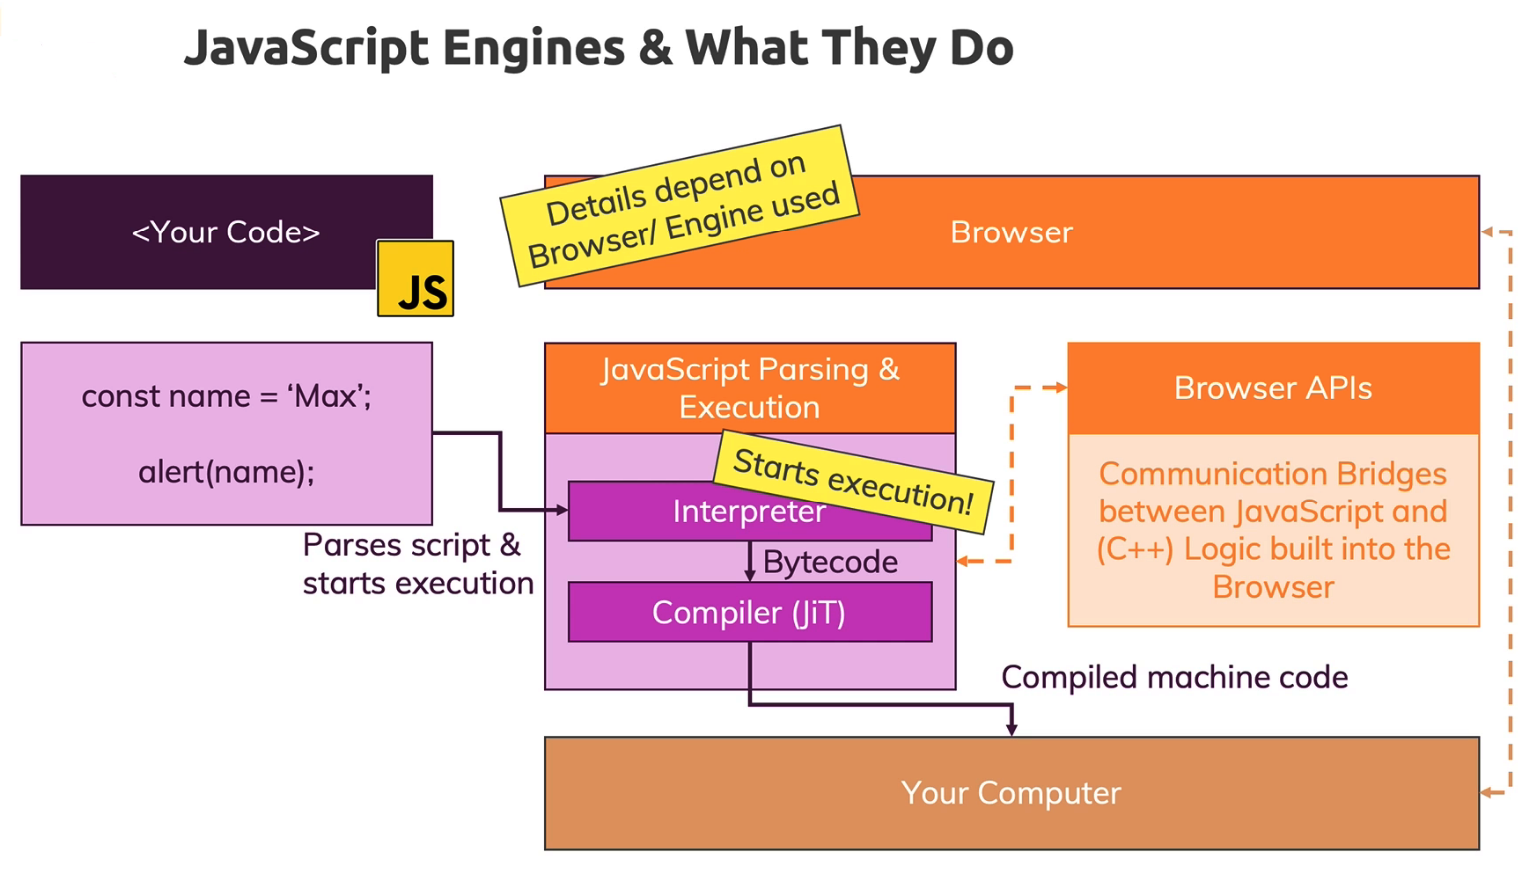 JavaScript Engines & What They Do
<Your Code>
JS
Details depend on
Browser/ Engine used
Browser
const name = ‘Max’;
alert(name);
Parses script &
starts execution
JavaScript Parsing &
Execution
Starts execution!
Interpreter
Bytecode
Compiler (JiT)
Browser APIs
Communication Bridges
between JavaScript and
(C++) Logic built into the
Browser
Compiled machine code
Your Computer